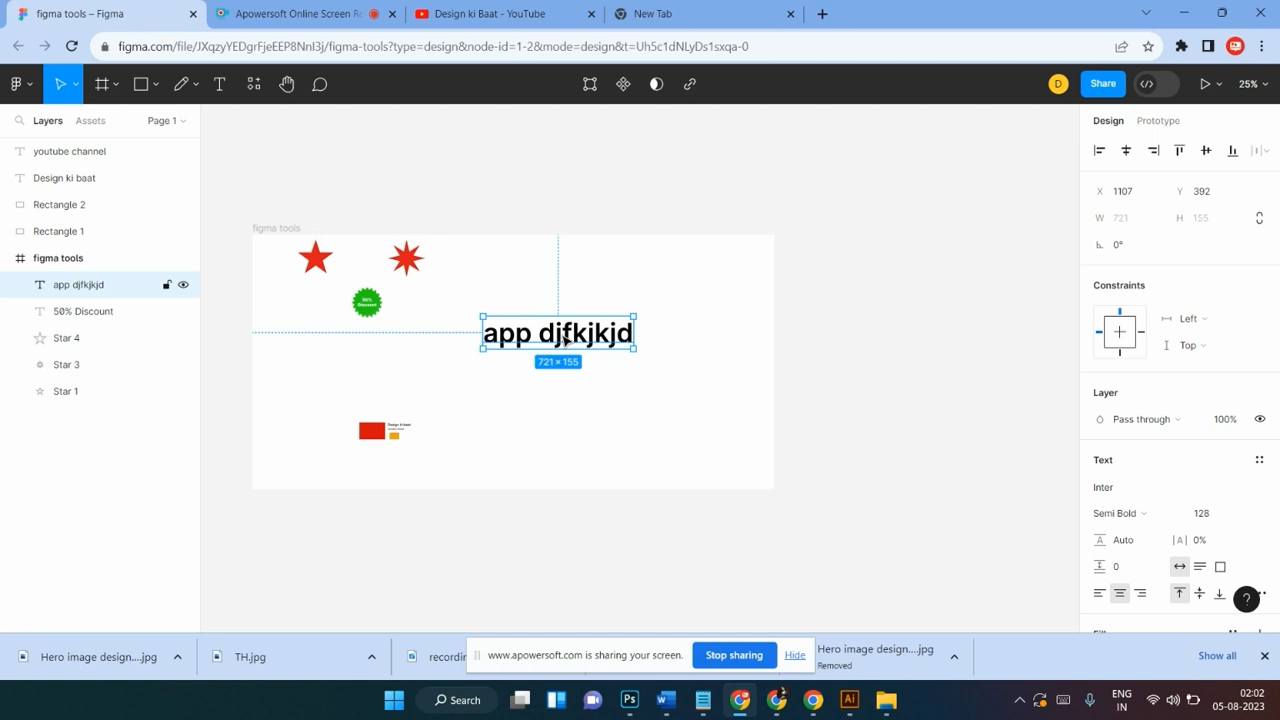 figma tools – Figma
Apowersoft Online Screen R
Design ki Baat - YouTube
New Tab
figma.com/file/JXqzyYEDgrFjeEEP8NnI3j/figma-tools?type=design&node-id=1-2&mode=design&t=Uh5c1dNLyDs1sxqa-0
D
Share
25%
Layers
Assets
Page 1
youtube channel
Design ki baat
Rectangle 2
Rectangle 1
figma tools
app djfkjkjd
50% Discount
Star 4
Star 3
Star 1
figma tools
50%
Discount
app djfkjkjd
721 × 155
Design ki baat
Design
Prototype
X 1107 Y 392
W 721 H 155
0°
Constraints
Left
Top
Layer
Pass through 100%
Text
Inter
Semi Bold 128
Auto |A| 0%
0
?
Hero image design....jpg
TH.jpg
recordin
www.apowersoft.com is sharing your screen.
Stop sharing
Hide
Hero image design....jpg
Removed
Show all
Search
ENG
IN
02:02
05-08-2023